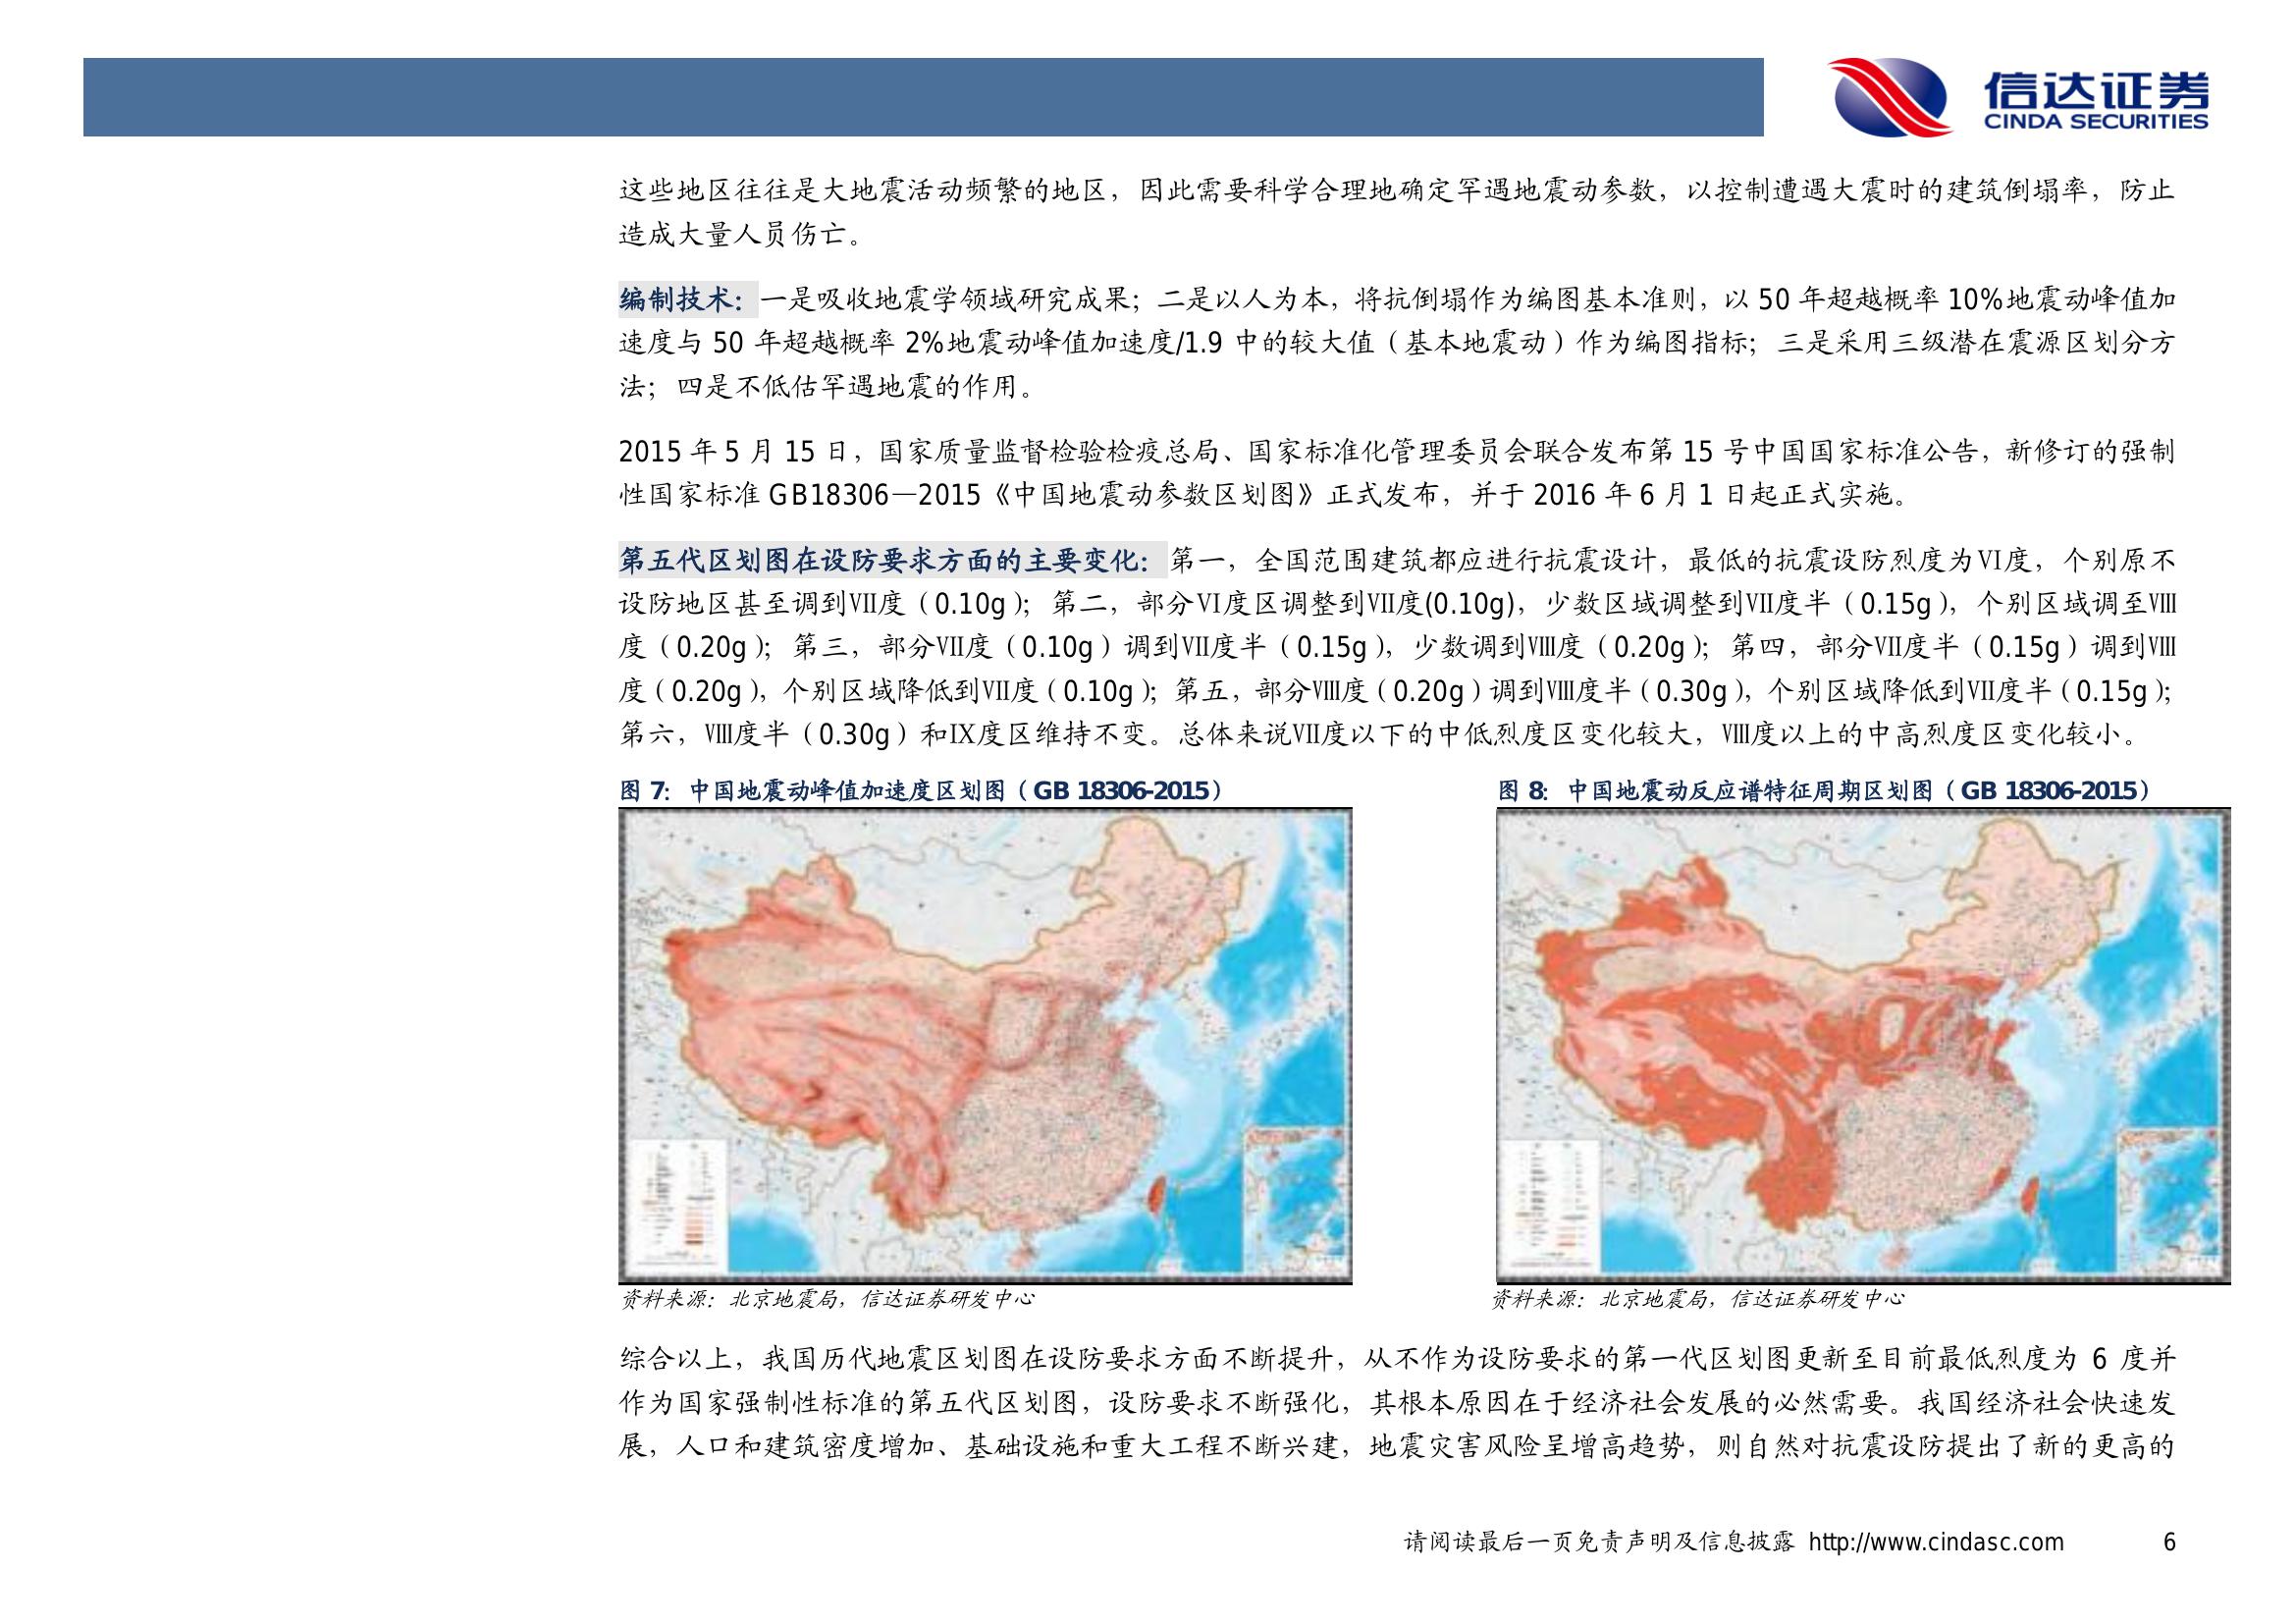 信达证券
CINDA SECURITIES
这些地区往往是大地震活动频繁的地区，因此需要科学合理地确定罕遇地震动参数，以控制遭遇大震时的建筑倒塌率，防止
造成大量人员伤亡。
编制技术：一是吸收地震学领域研究成果；二是以人为本，将抗倒塌作为编图基本准则，以 50 年超越概率 10%地震动峰值加
速度与 50 年超越概率 2%地震动峰值加速度/1.9 中的较大值（基本地震动）作为编图指标；三是采用三级潜在震源区划分方
法；四是不低估罕遇地震的作用。
2015 年 5 月 15 日，国家质量监督检验检疫总局、国家标准化管理委员会联合发布第 15 号中国国家标准公告，新修订的强制
性国家标准 GB18306—2015《中国地震动参数区划图》正式发布，并于 2016 年 6 月 1 日起正式实施。
第五代区划图在设防要求方面的主要变化：第一，全国范围建筑都应进行抗震设计，最低的抗震设防烈度为Ⅵ度，个别原不
设防地区甚至调到Ⅶ度（0.10g）；第二，部分Ⅵ度区调整到Ⅶ度(0.10g)，少数区域调整到Ⅶ度半（0.15g），个别区域调至Ⅷ
度（0.20g）；第三，部分Ⅶ度（0.10g）调到Ⅶ度半（0.15g），少数调到Ⅷ度（0.20g）；第四，部分Ⅶ度半（0.15g）调到Ⅷ
度（0.20g），个别区域降低到Ⅶ度（0.10g）；第五，部分Ⅷ度（0.20g）调到Ⅷ度半（0.30g），个别区域降低到Ⅶ度半（0.15g）；
第六，Ⅷ度半（0.30g）和Ⅸ度区维持不变。总体来说Ⅶ度以下的中低烈度区变化较大，Ⅷ度以上的中高烈度区变化较小。
图 7：中国地震动峰值加速度区划图（GB 18306-2015）
图 8：中国地震动反应谱特征周期区划图（GB 18306-2015）
资料来源：北京地震局，信达证券研发中心
资料来源：北京地震局，信达证券研发中心
综合以上，我国历代地震区划图在设防要求方面不断提升，从不作为设防要求的第一代区划图更新至目前最低烈度为 6 度并
作为国家强制性标准的第五代区划图，设防要求不断强化，其根本原因在于经济社会发展的必然需要。我国经济社会快速发
展，人口和建筑密度增加、基础设施和重大工程不断兴建，地震灾害风险呈增高趋势，则自然对抗震设防提出了新的更高的
请阅读最后一页免责声明及信息披露 http://www.cindasc.com 6